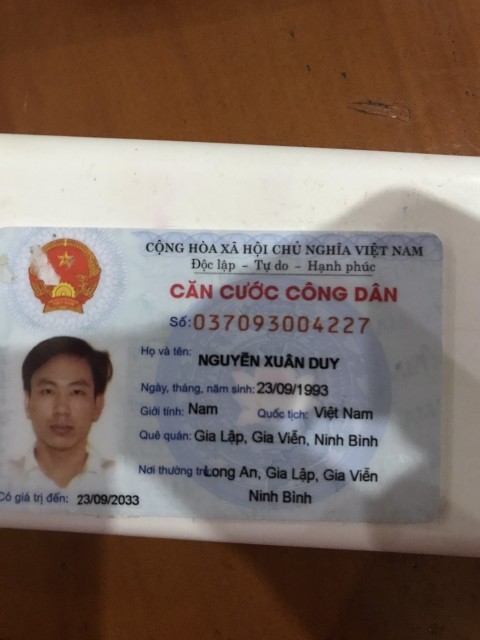 CỘNG HÒA XÃ HỘI CHỦ NGHĨA VIỆT NAM
Độc lập - Tự do - Hạnh phúc
CĂN CƯỚC CÔNG DÂN
Số: 037093004227
Họ và tên: NGUYỄN XUÂN DUY
Ngày, tháng, năm sinh: 23/09/1993
Giới tính: Nam Quốc tịch: Việt Nam
Quê quán: Gia Lập, Gia Viễn, Ninh Bình
Nơi thường trú: Long An, Gia Lập, Gia Viễn
Ninh Bình
Có giá trị đến: 23/09/2033